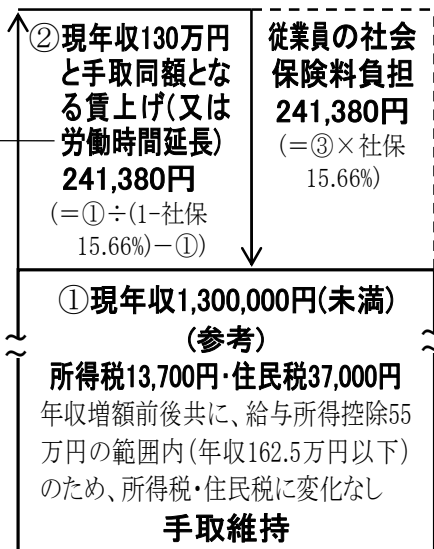 ②現年収130万円
と手取同額とな
る賃上げ(又は
労働時間延長)
241,380円
(=①÷(1-社保
15.66%)-①))
従業員の社会
保険料負担
241,380円
(=③×社保
15.66%)
①現年収1,300,000円(未満)
(参考)
所得税13,700円･住民税37,000円
年収増額前後共に、給与所得控除55
万円の範囲内(年収162.5万円以下)
のため、所得税･住民税に変化なし
手取維持